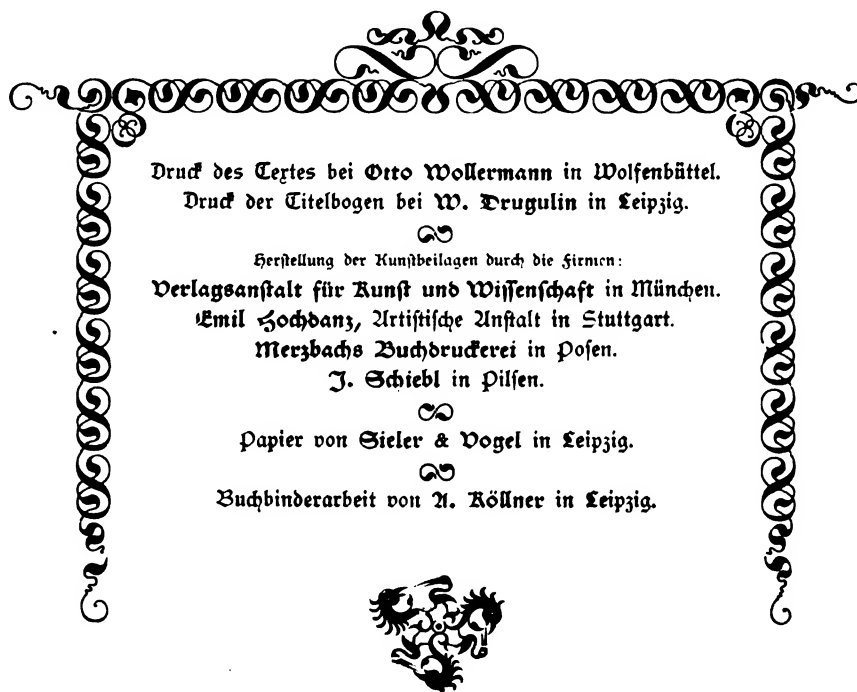 Druck des Textes bei Otto Wollermann in Wolfenbüttel.
Druck der Titelbogen bei W. Drugulin in Leipzig.
Herstellung der Kunstbeilagen durch die Firmen:
Verlagsanstalt für Kunst und Wissenschaft in München.
Emil Hochdanz, Artistische Anstalt in Stuttgart.
Merzbachs Buchdruckerei in Posen.
J. Schiebl in Pilsen.
Papier von Sieler & Vogel in Leipzig.
Buchbinderarbeit von A. Köllner in Leipzig.